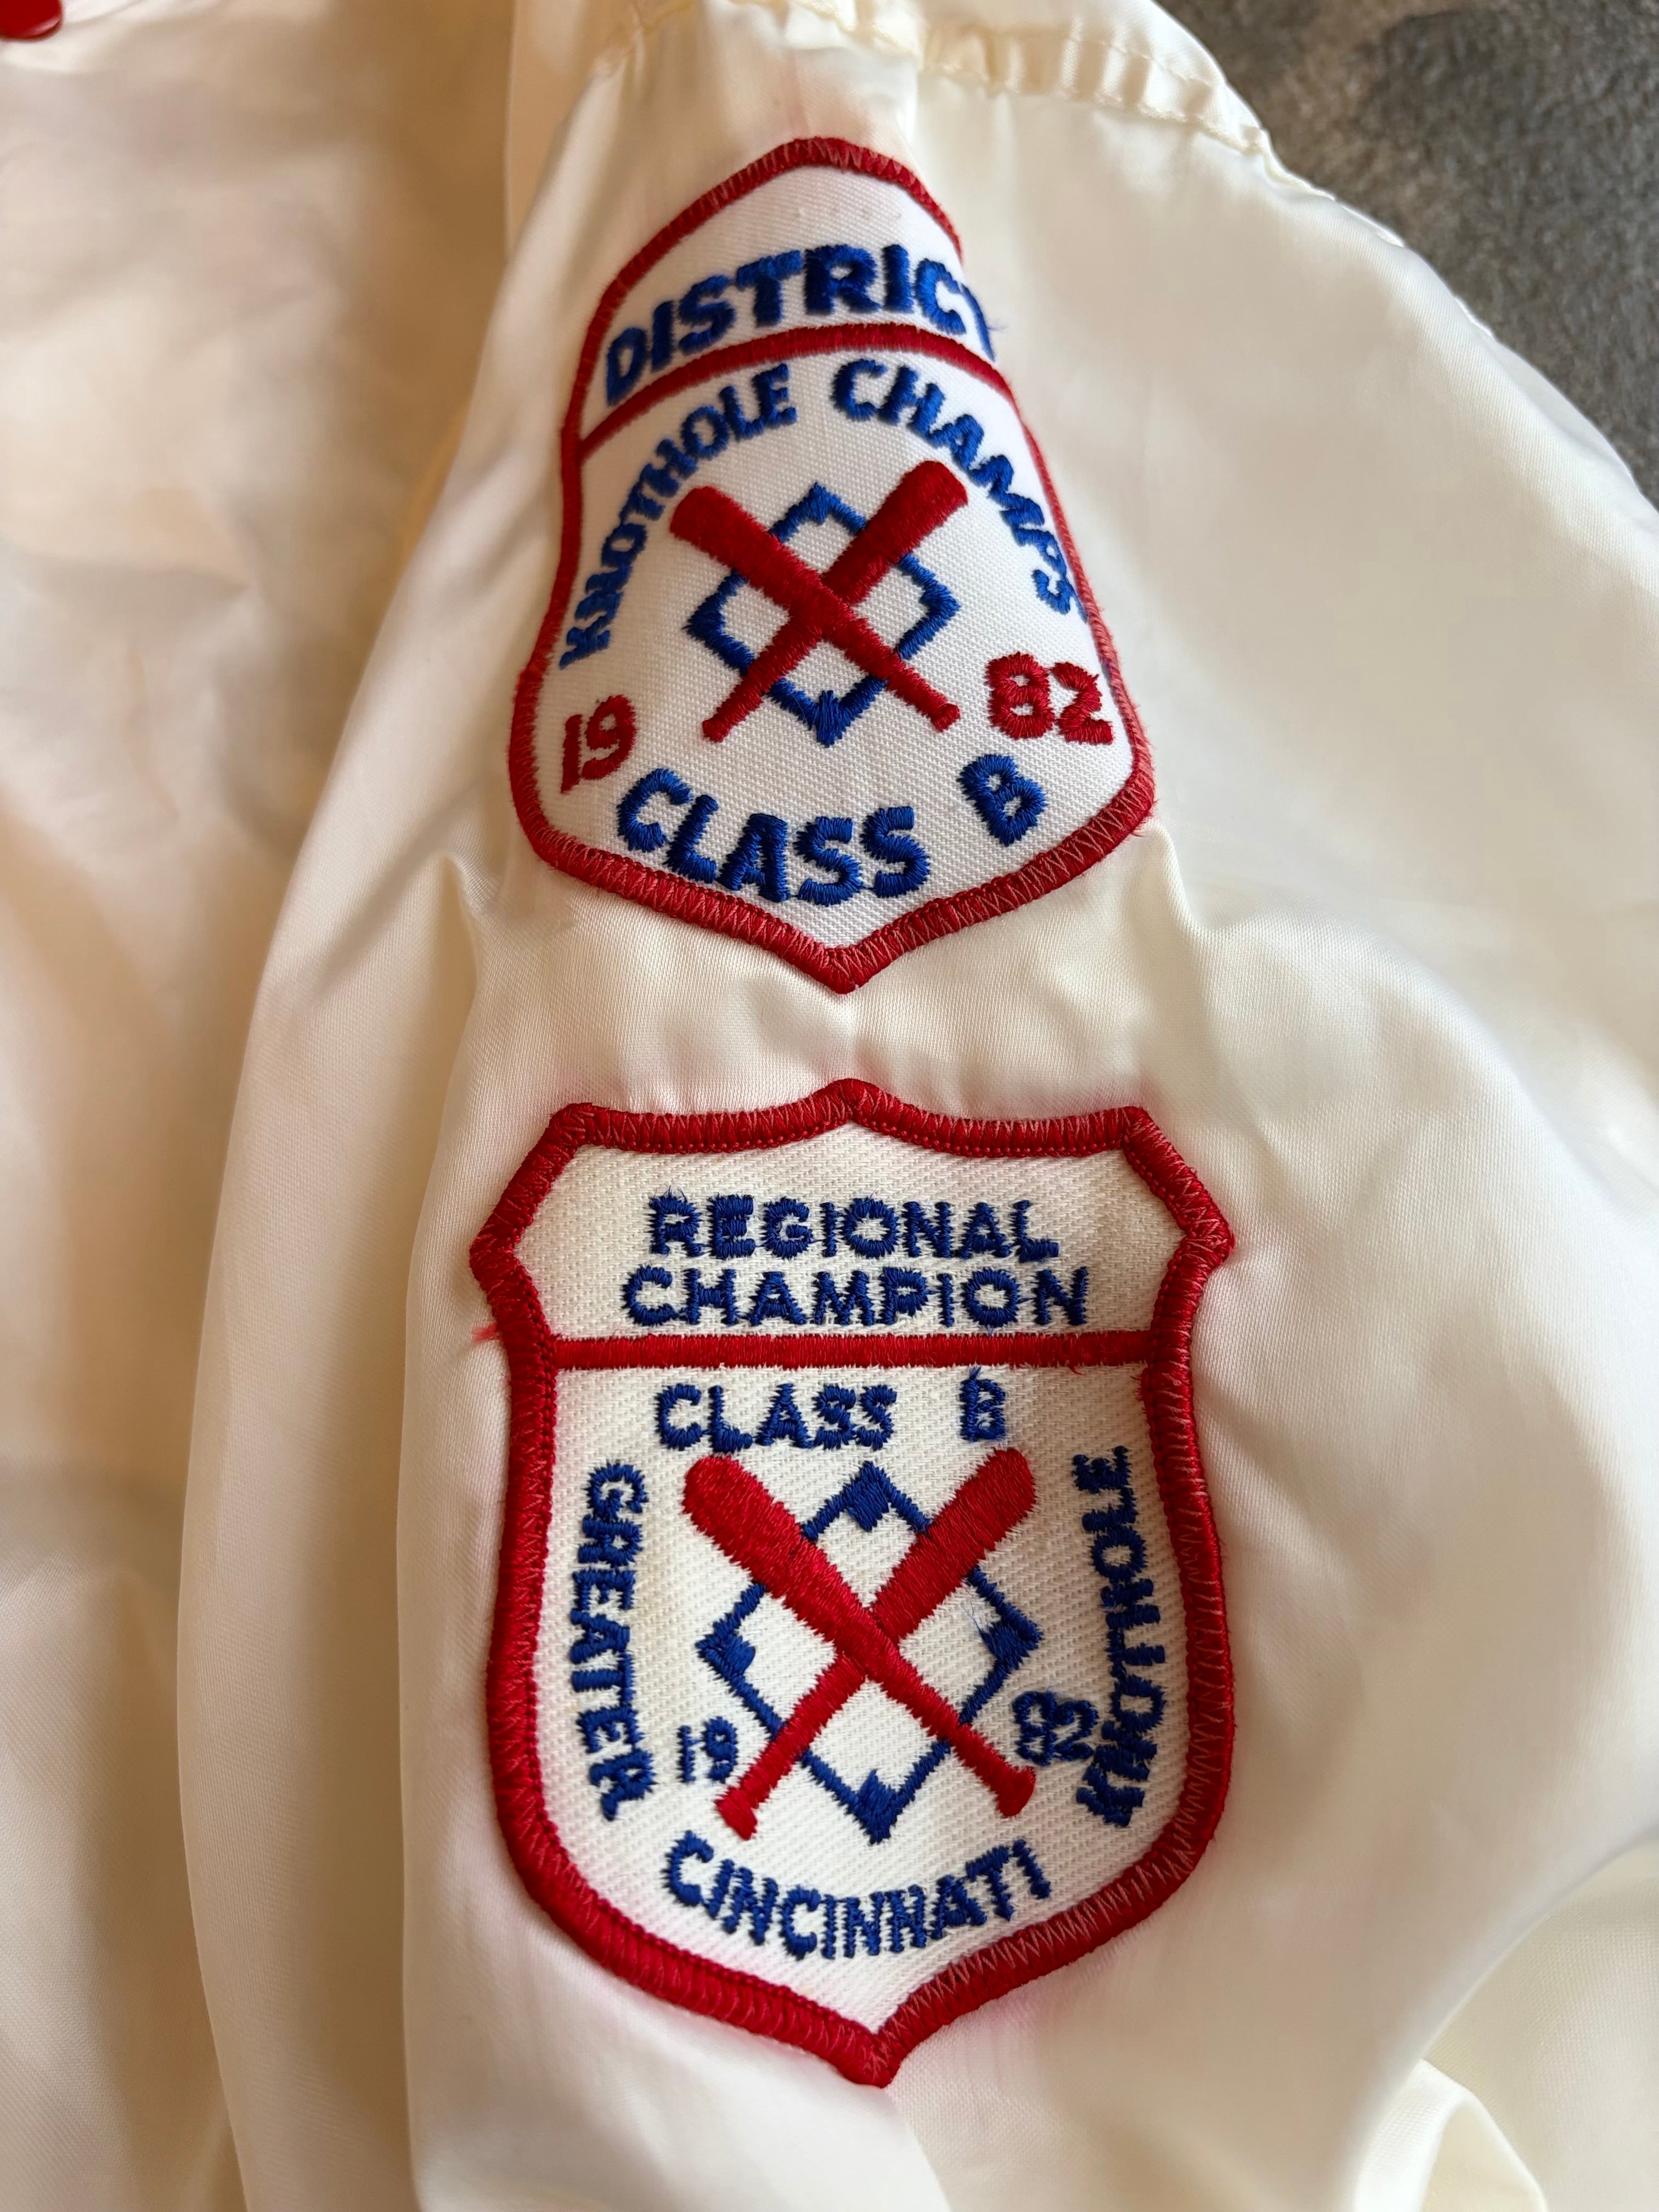 DISTRICT
KNOTHOLE CHAMPS
19 82
CLASS B
REGIONAL
CHAMPION
CLASS B
GREATER
KNOTHOLE
19 82
CINCINNATI